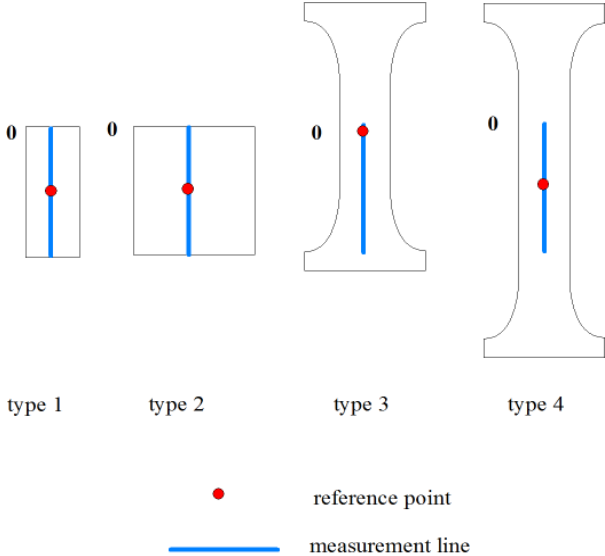 0
0
0
0
type 1
type 2
type 3
type 4
reference point
measurement line